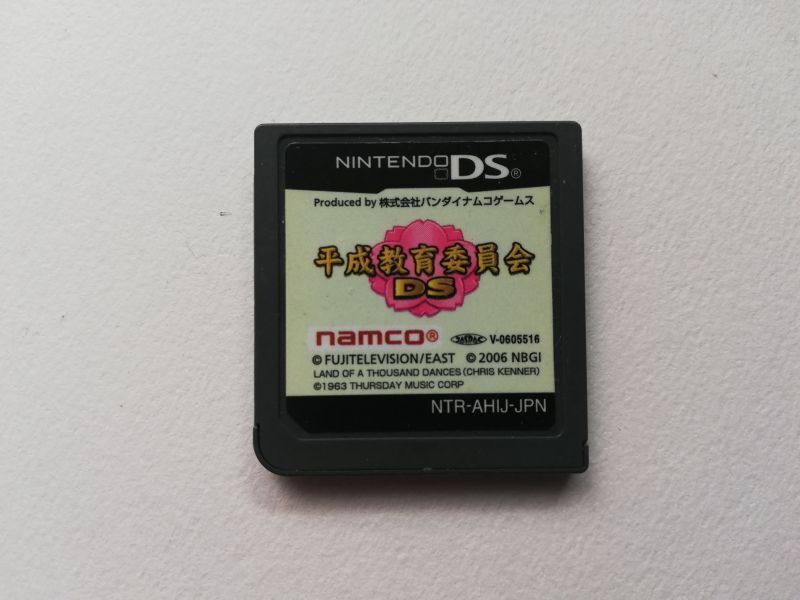 NINTENDO DS®
Produced by 株式会社バンダイナムコゲームス
平成教育委員会
DS
namco® JASRAC V-0605516
© FUJITELEVISION/EAST © 2006 NBGI
LAND OF A THOUSAND DANCES (CHRIS KENNER)
©1963 THURSDAY MUSIC CORP
NTR-AHIJ-JPN